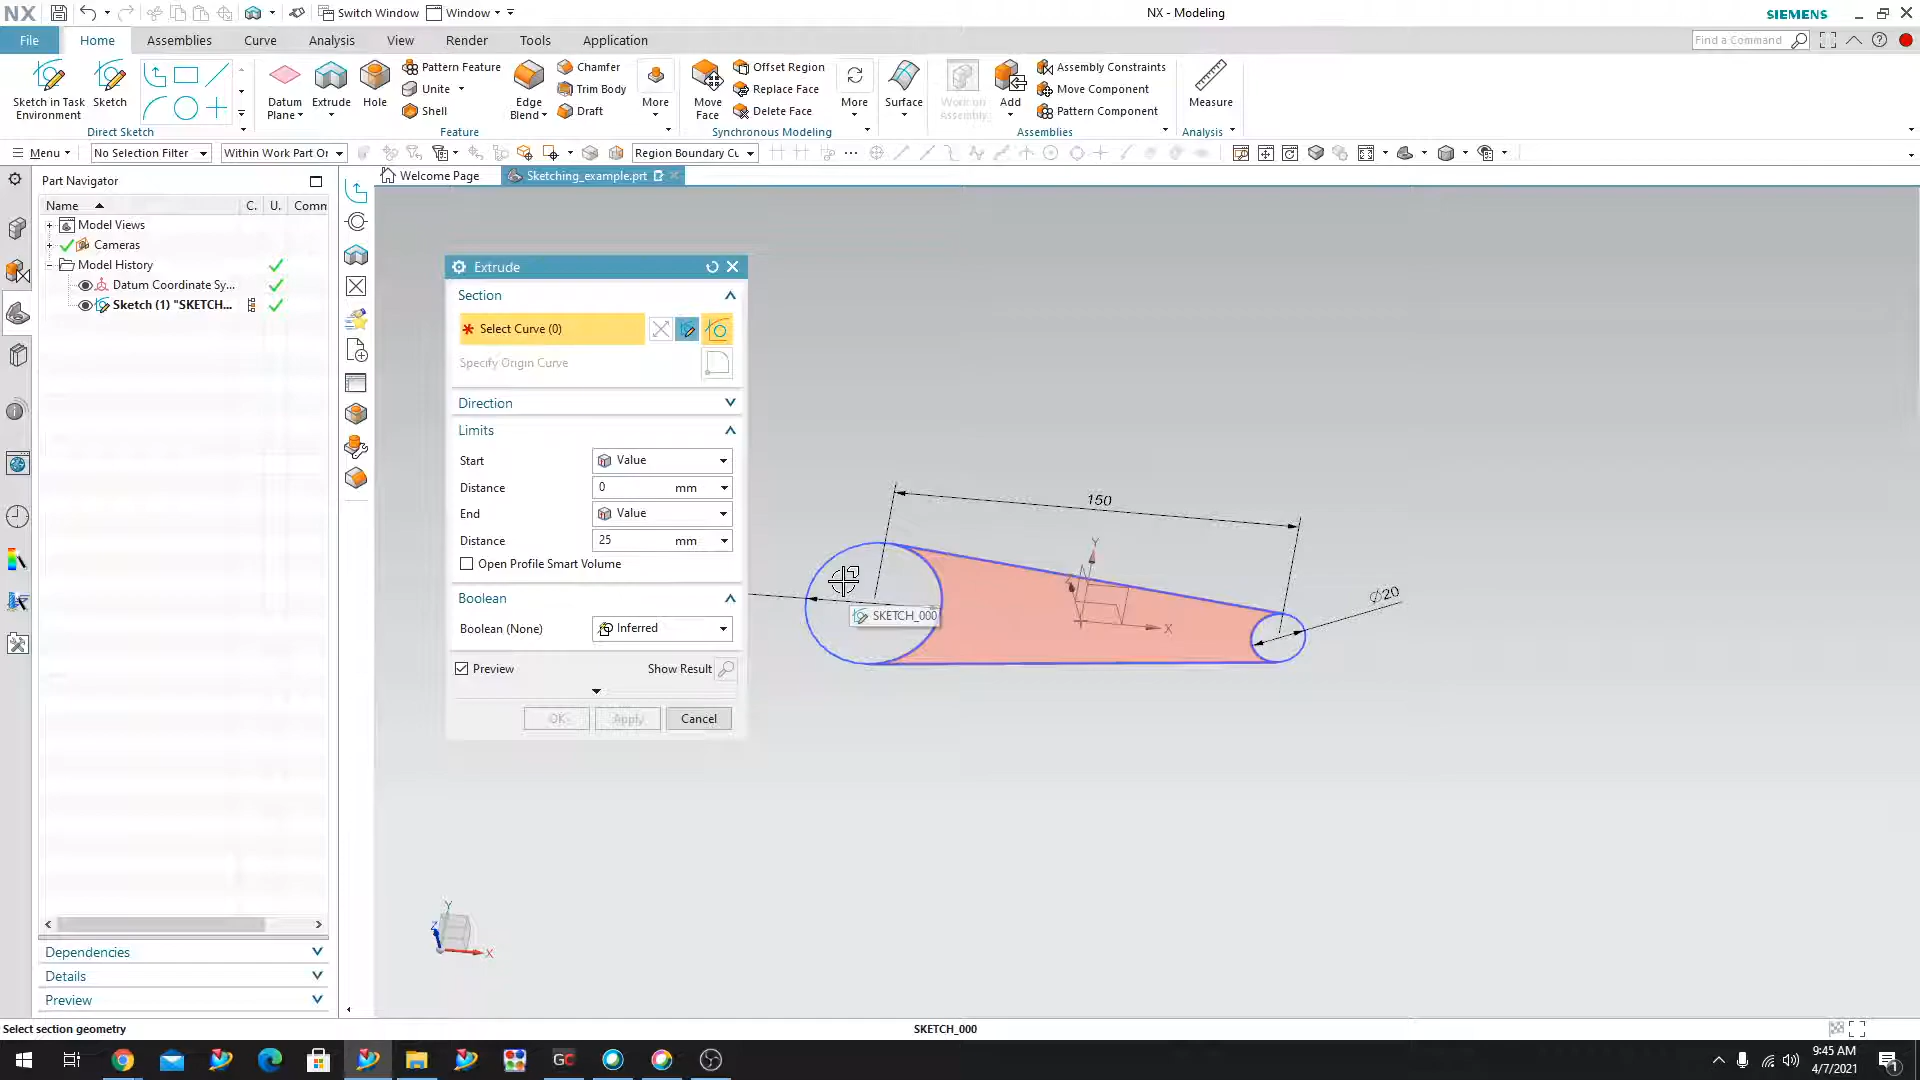 NX
Switch Window
Window
NX - Modeling
SIEMENS
File
Home
Assemblies
Curve
Analysis
View
Render
Tools
Application
Find a Command
Sketch in Task
Environment
Sketch
Direct Sketch
Datum
Plane
Extrude
Hole
Pattern Feature
Unite
Shell
Edge
Blend
Chamfer
Trim Body
Draft
More
Feature
Move
Face
Offset Region
Replace Face
Delete Face
More
Synchronous Modeling
Surface
Work on
Assembly
Add
Assembly Constraints
Move Component
Pattern Component
Assemblies
Measure
Analysis
Menu
No Selection Filter
Within Work Part On
Region Boundary Cu
Part Navigator
Name
C.
U.
Comm
Model Views
Cameras
Model History
Datum Coordinate Sy...
Sketch (1) "SKETCH...
Dependencies
Details
Preview
Welcome Page
Sketching_example.prt
Extrude
Section
* Select Curve (0)
Specify Origin Curve
Direction
Limits
Start
Value
Distance
0
mm
End
Value
Distance
25
mm
Open Profile Smart Volume
Boolean
Boolean (None)
Inferred
Preview
Show Result
OK
Apply
Cancel
150
Y
X
Ø20
SKETCH_000
Y
Z
X
Select section geometry
SKETCH_000
GC
9:45 AM
4/7/2021
1